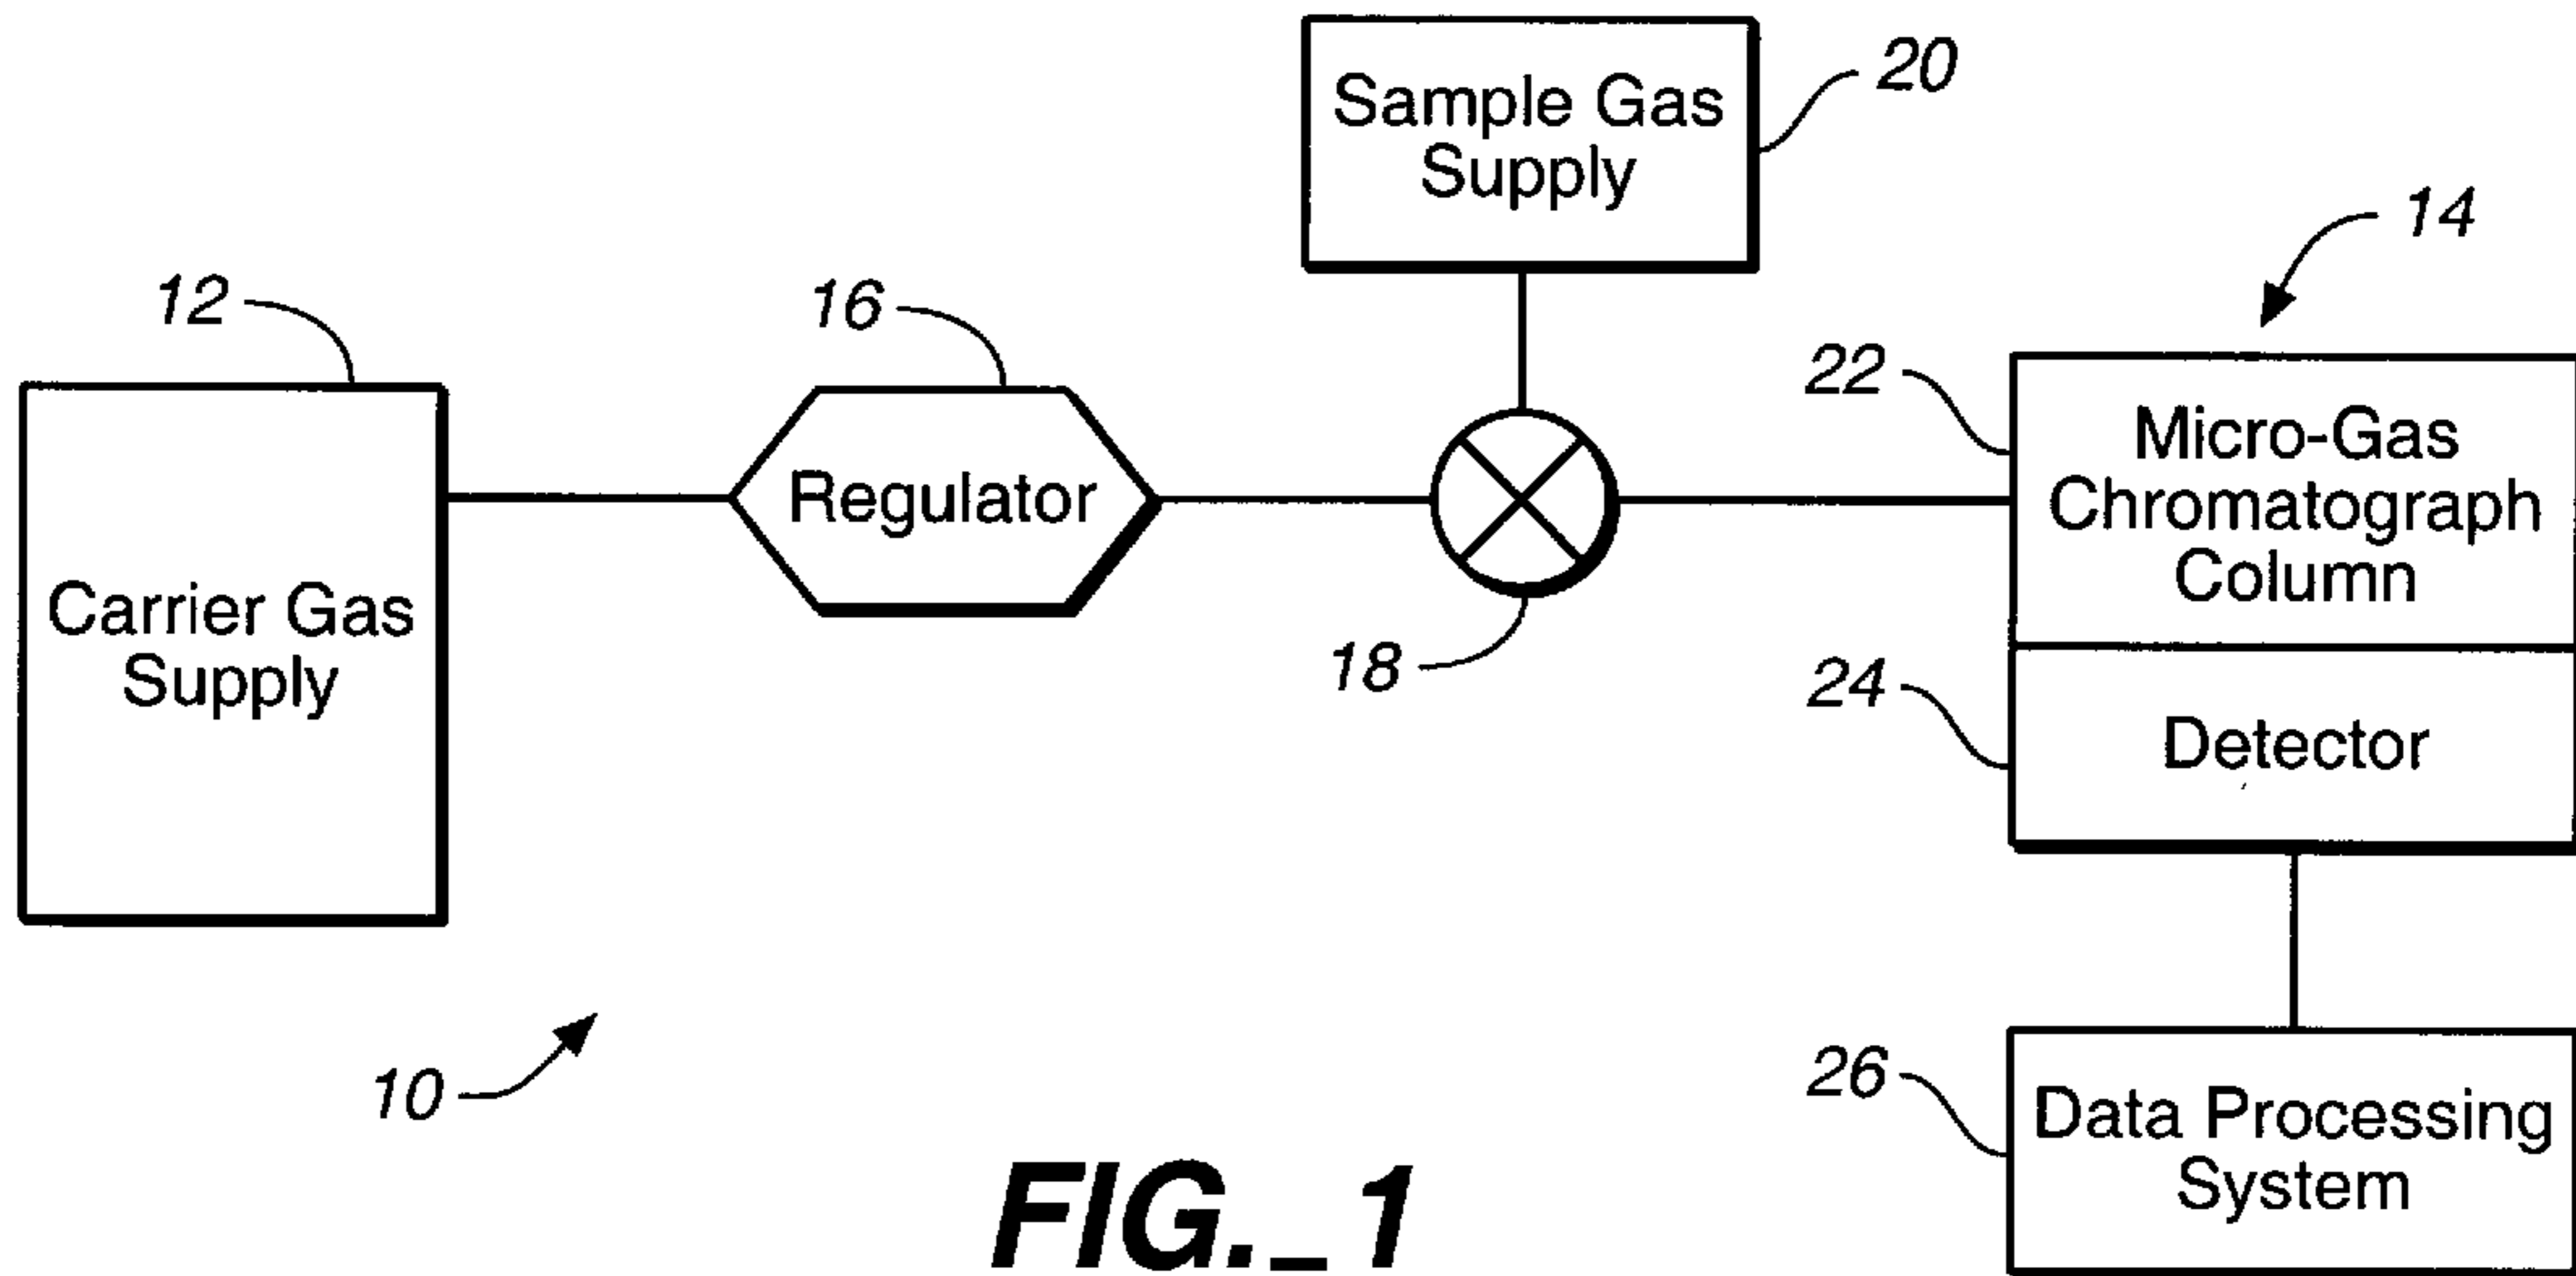 Sample Gas
Supply
20
14
12
16
22
Carrier Gas
Supply
Regulator
18
Micro-Gas
Chromatograph
Column
24
Detector
10
26
Data Processing
System
FIG._1